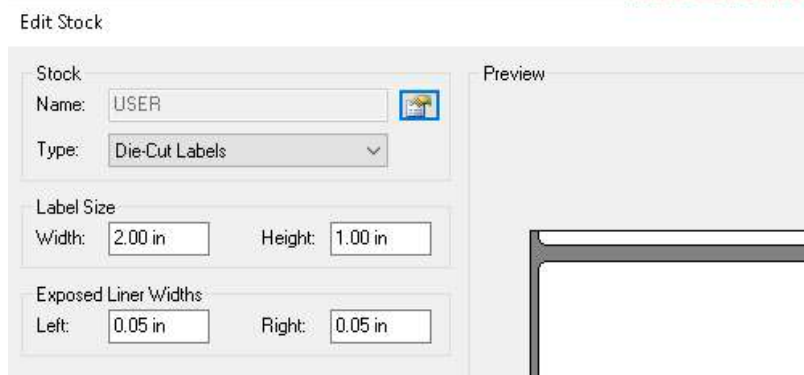 Edit Stock
Stock
Name: USER
Type: Die-Cut Labels
Label Size
Width: 2.00 in Height: 1.00 in
Exposed Liner Widths
Left: 0.05 in Right: 0.05 in
Preview